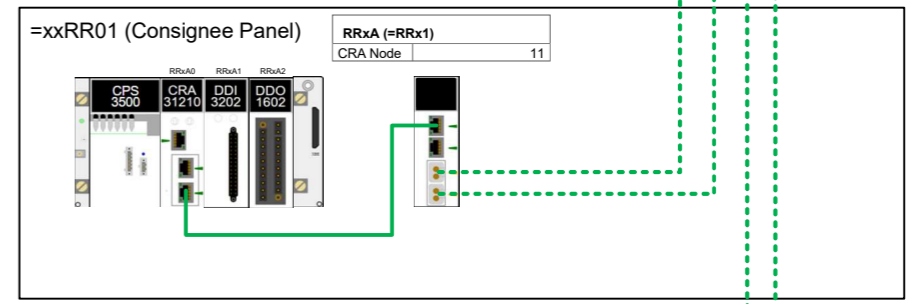 =xxRR01 (Consignee Panel)
RRxA (=RRx1)
CRA Node 11
RRxA0 RRxA1 RRxA2
CPS 3500
CRA 31210
DDI 3202
DDO 1602